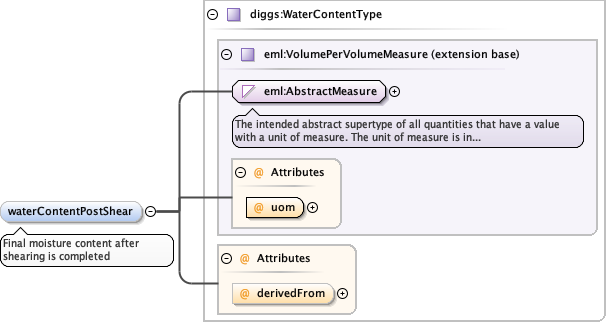 diggs:WaterContentType
eml:VolumePerVolumeMeasure (extension base)
eml:AbstractMeasure
The intended abstract supertype of all quantities that have a value
with a unit of measure. The unit of measure is in...
@ Attributes
@ uom
waterContentPostShear
Final moisture content after
shearing is completed
@ Attributes
@ derivedFrom